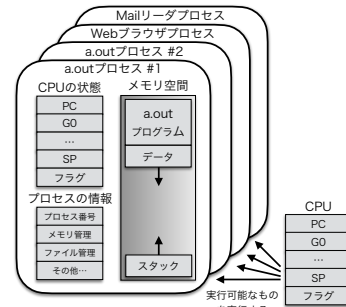 Mailリーダプロセス
Webブラウザプロセス
a.outプロセス #2
a.outプロセス #1
CPUの状態
PC
G0
…
SP
フラグ
プロセスの情報
プロセス番号
メモリ管理
ファイル管理
その他…
メモリ空間
a.out
プログラム
データ
スタック
CPU
PC
G0
…
SP
フラグ
実行可能なもの